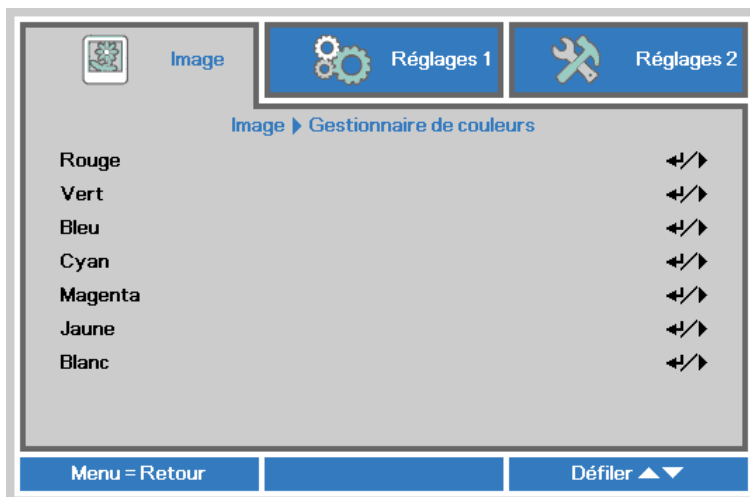 Image
Réglages 1
Réglages 2
Image ▶ Gestionnaire de couleurs
Rouge ↵/▶
Vert ↵/▶
Bleu ↵/▶
Cyan ↵/▶
Magenta ↵/▶
Jaune ↵/▶
Blanc ↵/▶
Menu = Retour
Défiler ▲▼